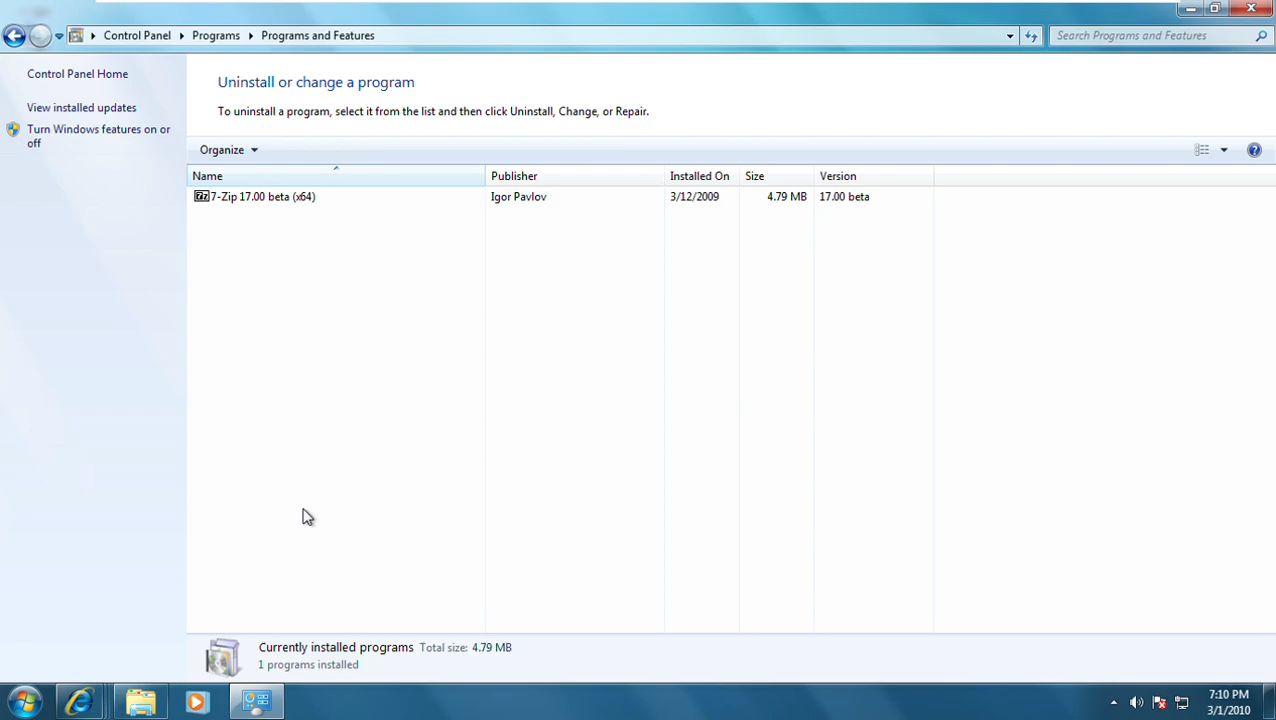 Control Panel Programs Programs and Features
Search Programs and Features
Control Panel Home
View installed updates
Turn Windows features on or
off
Uninstall or change a program
To uninstall a program, select it from the list and then click Uninstall, Change, or Repair.
Organize
Name Publisher Installed On Size Version
7-Zip 17.00 beta (x64) Igor Pavlov 3/12/2009 4.79 MB 17.00 beta
Currently installed programs Total size: 4.79 MB
1 programs installed
7:10 PM
3/1/2010